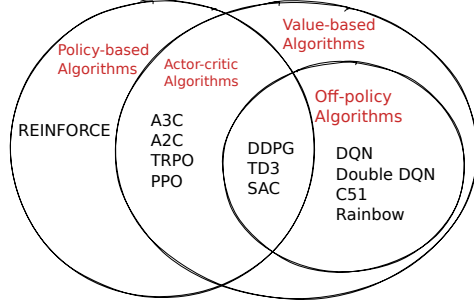 Policy-based
Algorithms
Actor-critic
Algorithms
Value-based
Algorithms
Off-policy
Algorithms
REINFORCE
A3C
A2C
TRPO
PPO
DDPG
TD3
SAC
DQN
Double DQN
C51
Rainbow